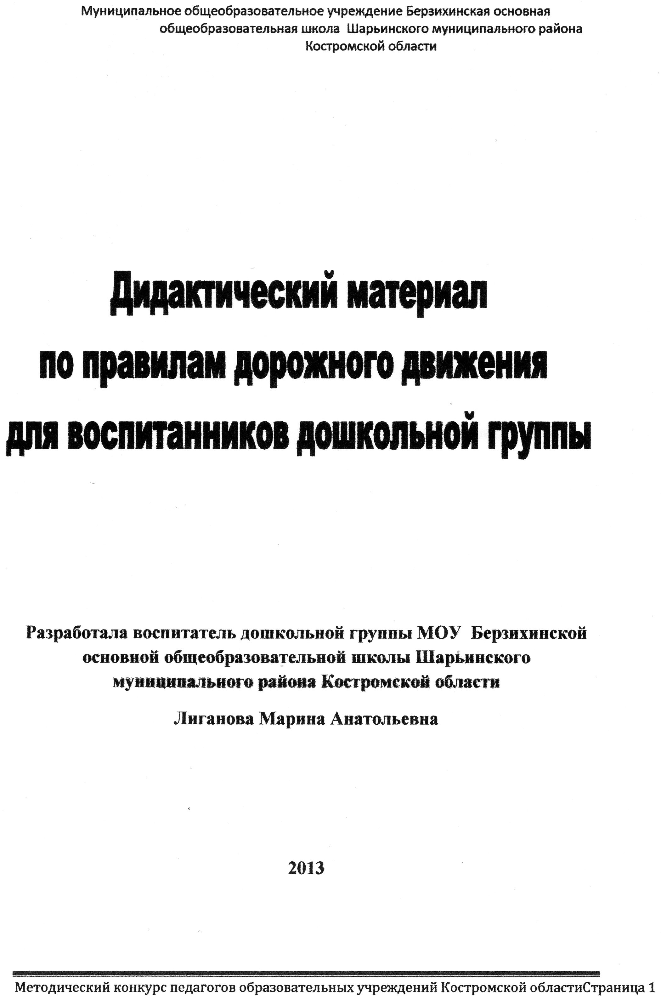 Муниципальное общеобразовательное учреждение Берзихинская основная
общеобразовательная школа Шарьинского муниципального района
Костромской области
Дидактический материал
по правилам дорожного движения
для воспитанников дошкольной группы
Разработала воспитатель дошкольной группы МОУ Берзихинской
основной общеобразовательной школы Шарьинского
муниципального района Костромской области
Лиганова Марина Анатольевна
2013
Методический конкурс педагогов образовательных учреждений Костромской областиСтраница 1